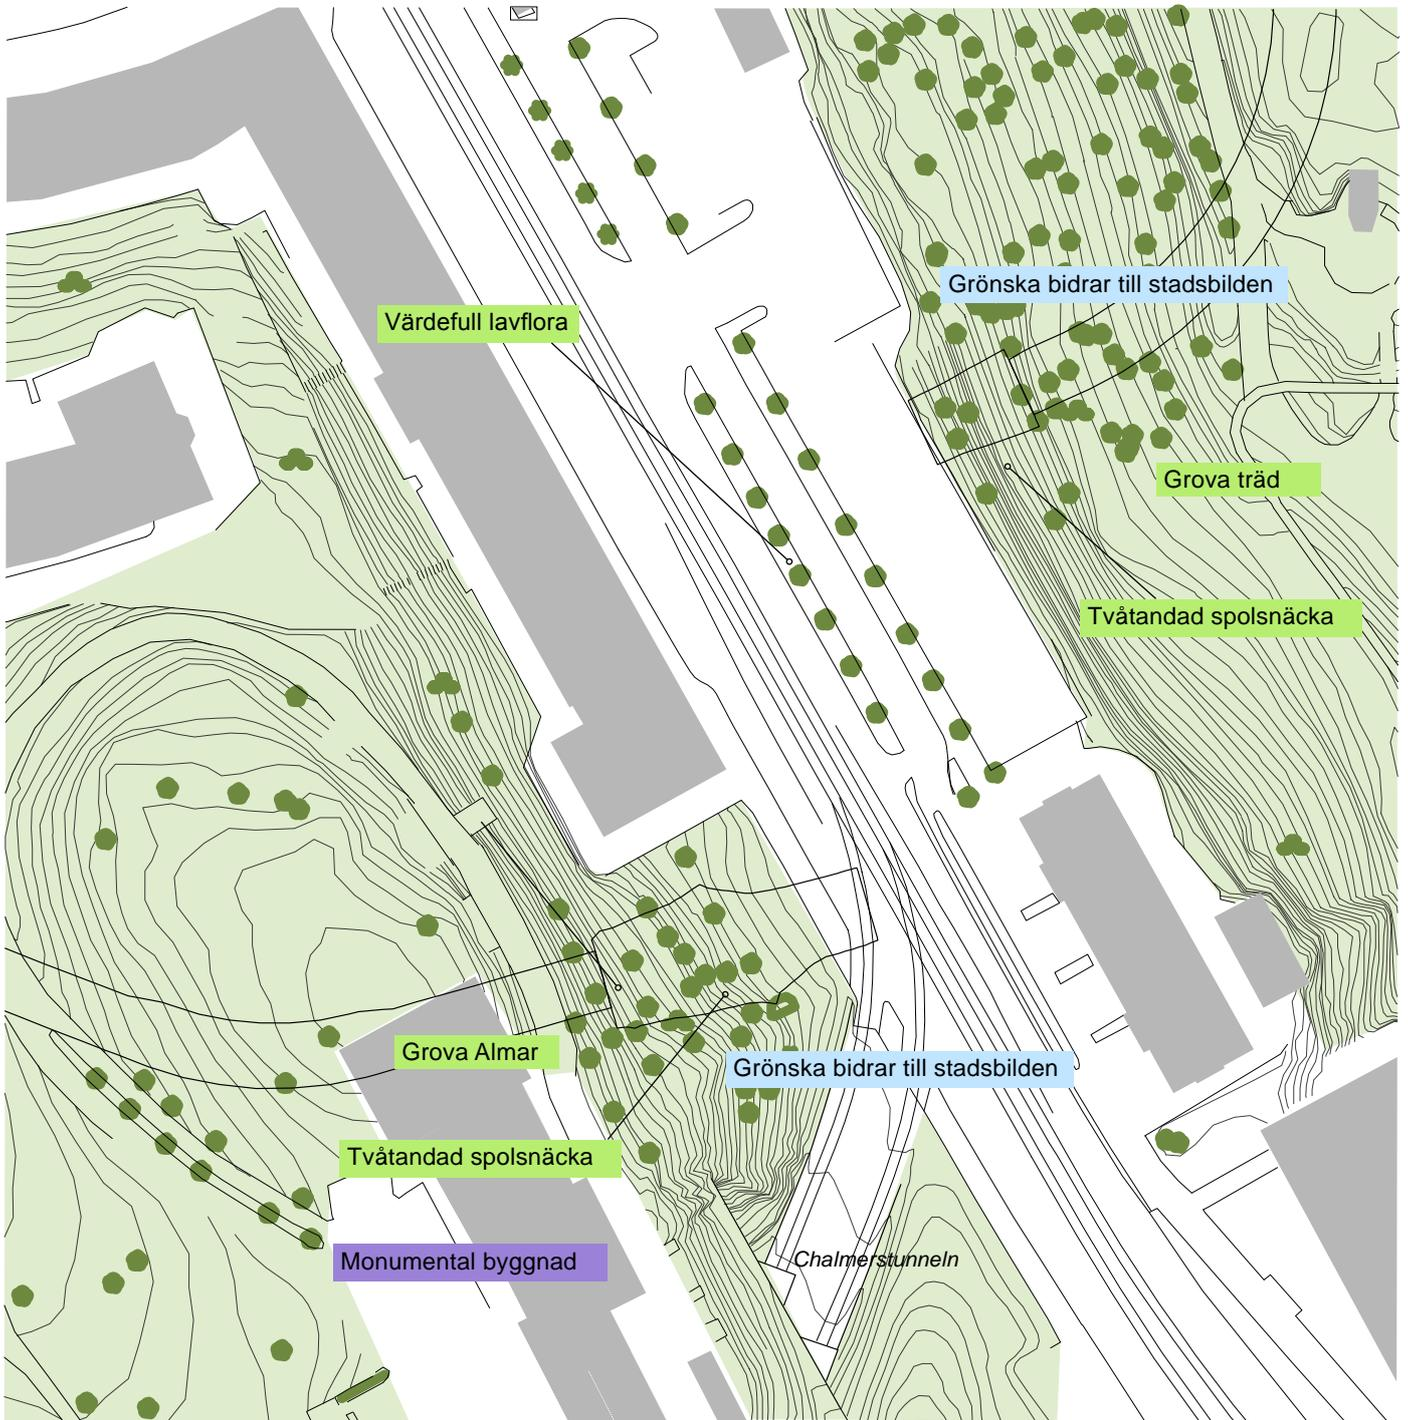 Grönska bidrar till stadsbilden
Värdefull lavflora
Grova träd
Tvåtandad spolsnäcka
Grova Almar
Grönska bidrar till stadsbilden
Tvåtandad spolsnäcka
Monumental byggnad
Chalmerstunneln